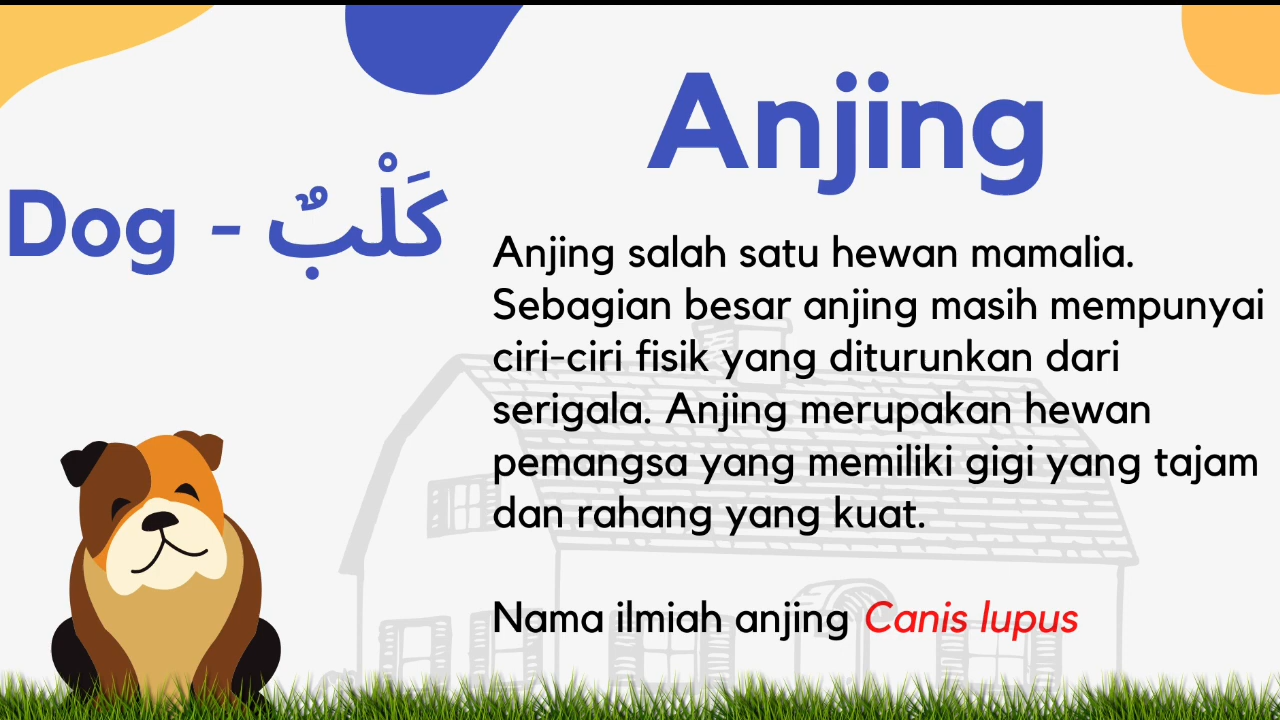 Anjing
Dog - كَلْبٌ
Anjing salah satu hewan mamalia.
Sebagian besar anjing masih mempunyai
ciri-ciri fisik yang diturunkan dari
serigala. Anjing merupakan hewan
pemangsa yang memiliki gigi yang tajam
dan rahang yang kuat.
Nama ilmiah anjing Canis lupus